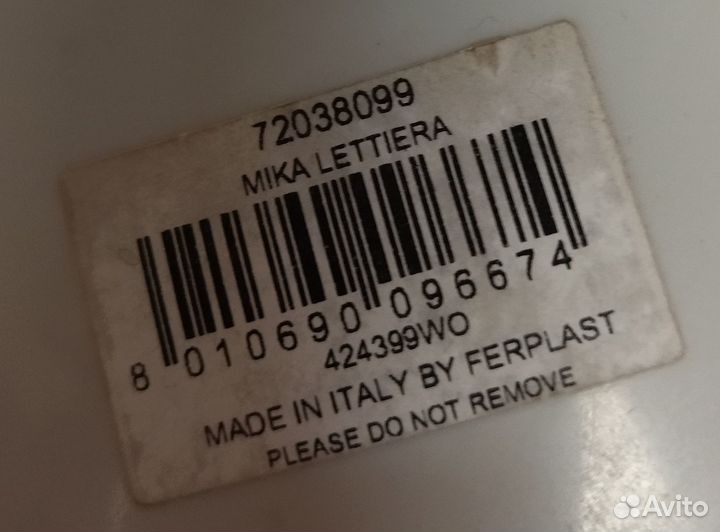 72038099
MIKA LETTIERA
8 010690 096674
424399WO
MADE IN ITALY BY FERPLAST
PLEASE DO NOT REMOVE
Avito